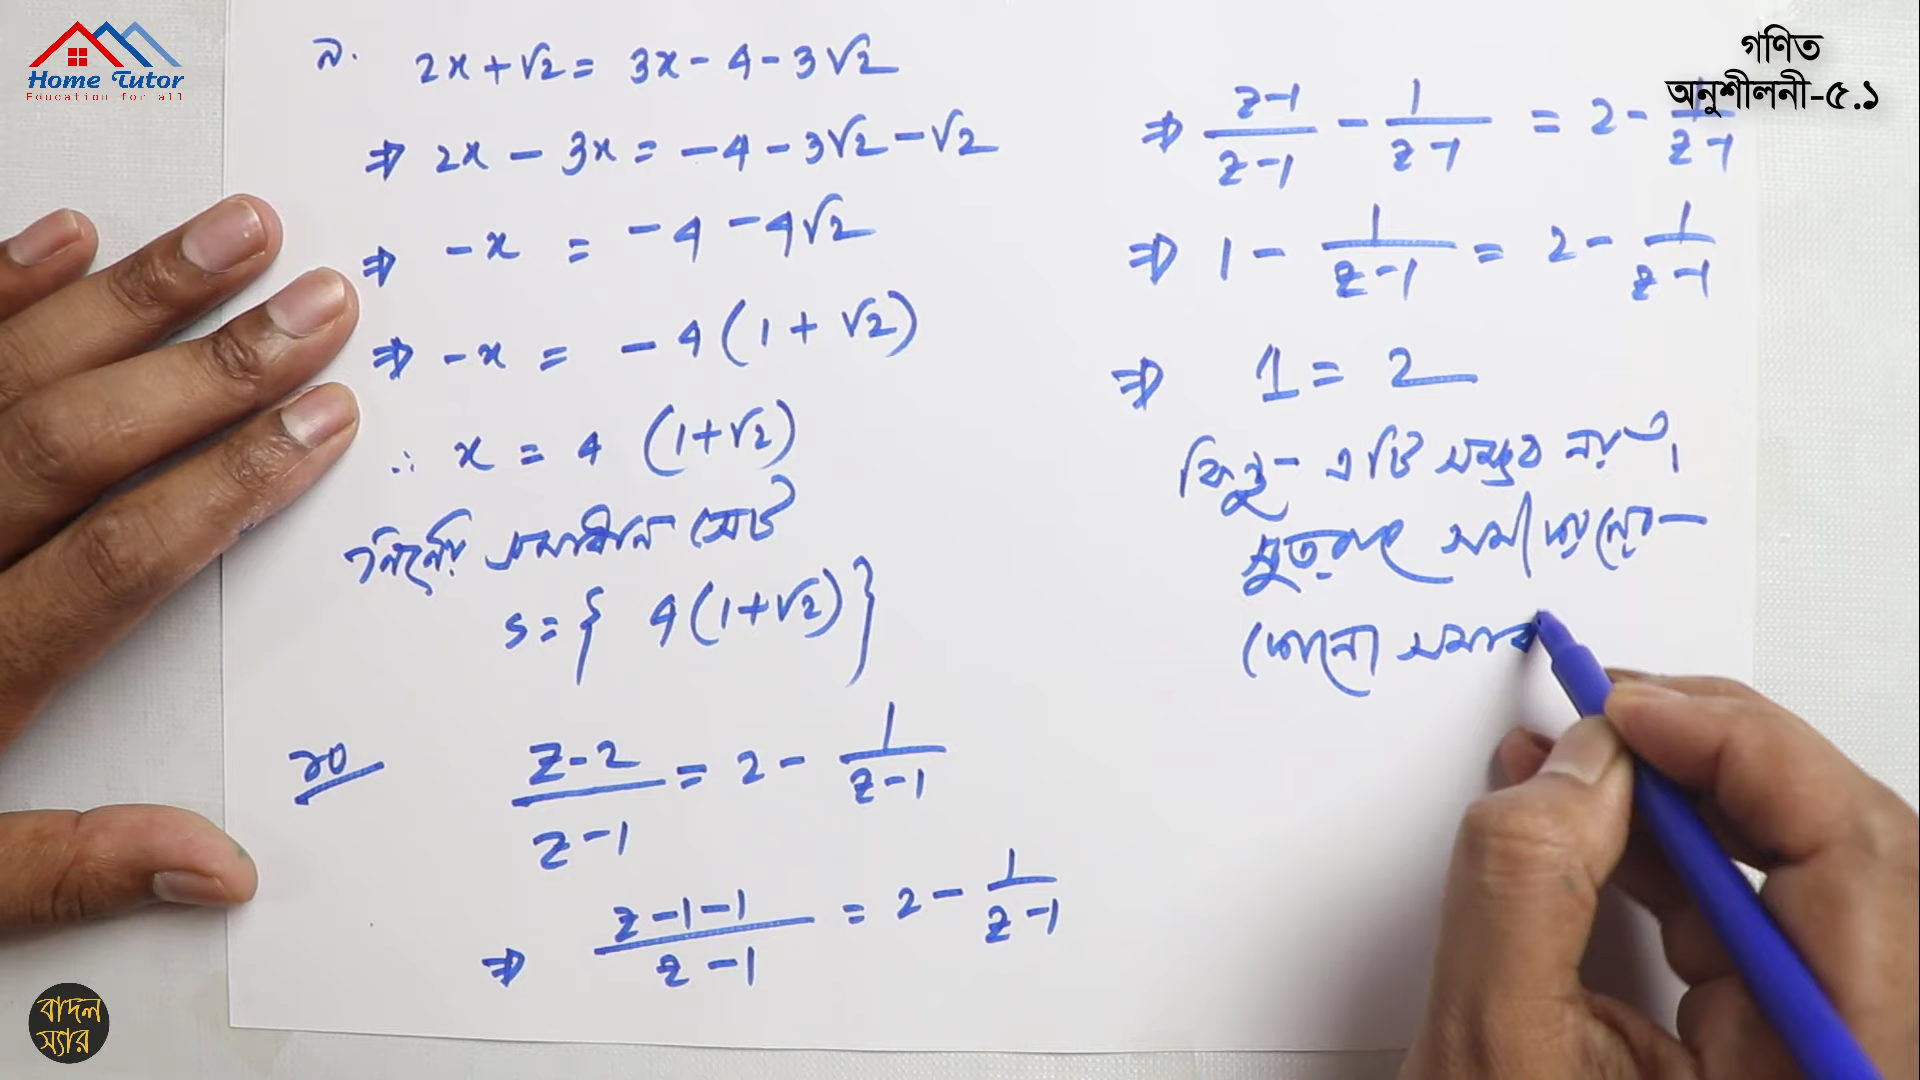 Home Tutor
Education for all
গণিত
অনুশীলনী-৫.১
৯. 2x + √2 = 3x - 4 - 3√2
⇒ 2x - 3x = -4 - 3√2 - √2
⇒ -x = -4 - 4√2
⇒ -x = -4 (1 + √2)
∴ x = 4 (1+√2)
নির্ণেয় সমাধান সেট
S = { 4(1+√2) }
১০ (z-2)/(z-1) = 2 - 1/(z-1)
⇒ (z-1-1)/(z-1) = 2 - 1/(z-1)
⇒ (z-1)/(z-1) - 1/(z-1) = 2 - 1/(z-1)
⇒ 1 - 1/(z-1) = 2 - 1/(z-1)
⇒ 1 = 2
কিন্তু এটি সম্ভব নয়।
সুতরাং সমীকরণের
কোনো সমাধ
বাদল
স্যার